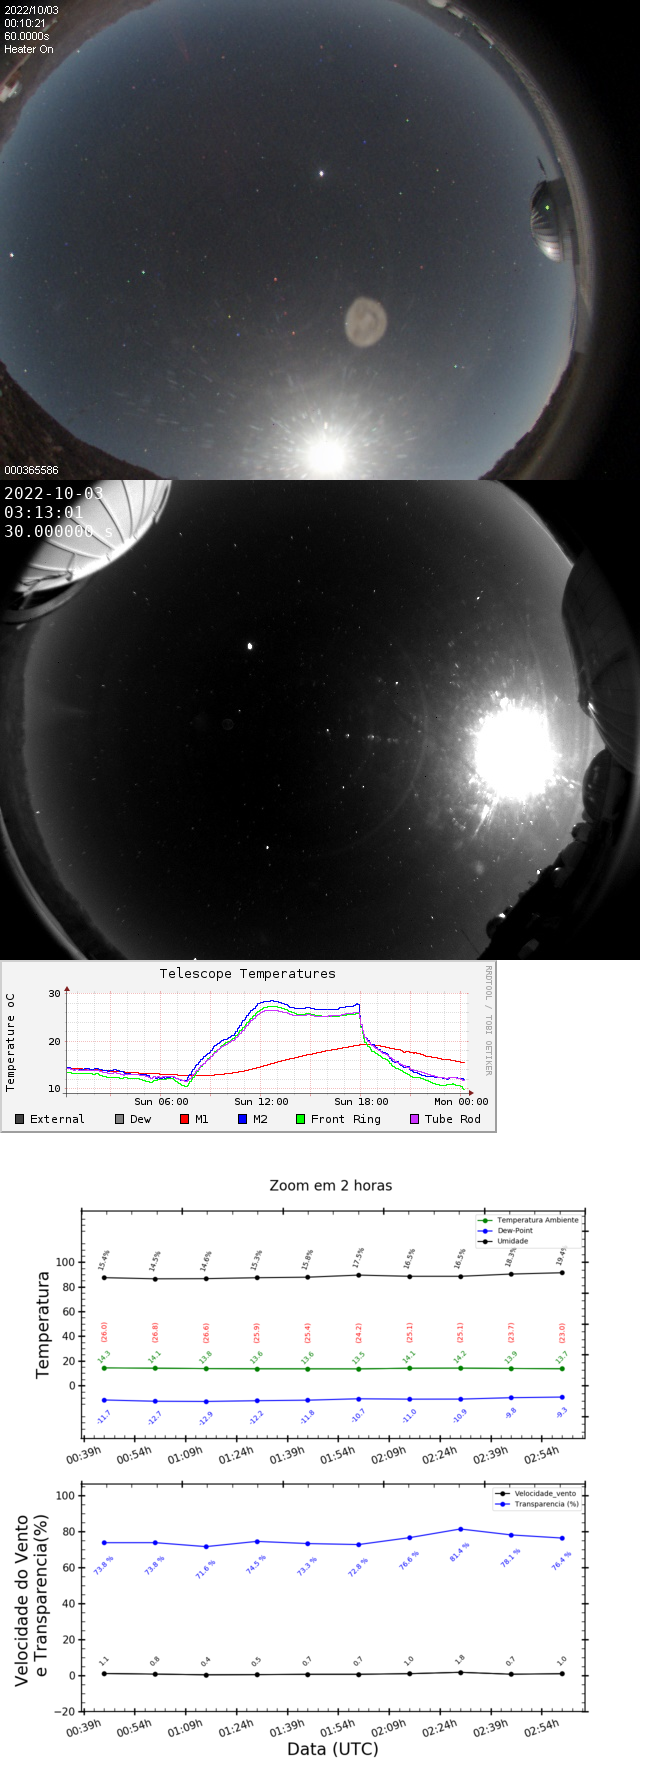 2022/10/03
00:10:21
60.0000s
Heater On
000365586
2022-10-03
03:13:01
30.000000 s
Telescope Temperatures
RRDTOOL / TOBI OETIKER
Temperature oC
30
20
10
Sun 06:00 Sun 12:00 Sun 18:00 Mon 00:00
External Dew M1 M2 Front Ring Tube Rod
Zoom em 2 horas
Temperatura Ambiente
Dew-Point
Umidade
Temperatura
100
80
60
40
20
0
15.4% 14.5% 14.6% 15.3% 15.8% 17.5% 16.5% 16.5% 18.3% 19.4%
(26.0) (26.8) (26.6) (25.9) (25.4) (24.2) (25.1) (25.1) (23.7) (23.0)
14.3 14.1 13.8 13.6 13.6 13.5 14.1 14.2 13.9 13.7
-11.7 -12.7 -12.9 -12.2 -11.8 -10.7 -11.0 -10.9 -9.8 -9.3
00:39h 00:54h 01:09h 01:24h 01:39h 01:54h 02:09h 02:24h 02:39h 02:54h
Velocidade_vento
Transparencia (%)
Velocidade do Vento
e Transparencia(%)
100
80
60
40
20
0
−20
73.8 % 73.8 % 71.6 % 74.5 % 73.3 % 72.8 % 76.6 % 81.4 % 78.1 % 76.4 %
1.1 0.8 0.4 0.5 0.7 0.7 1.0 1.8 0.7 1.0
00:39h 00:54h 01:09h 01:24h 01:39h 01:54h 02:09h 02:24h 02:39h 02:54h
Data (UTC)